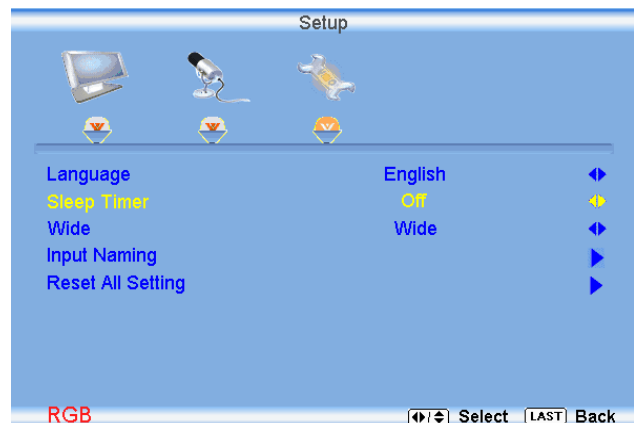 Setup
Language English
Sleep Timer Off
Wide Wide
Input Naming
Reset All Setting
RGB Select LAST Back